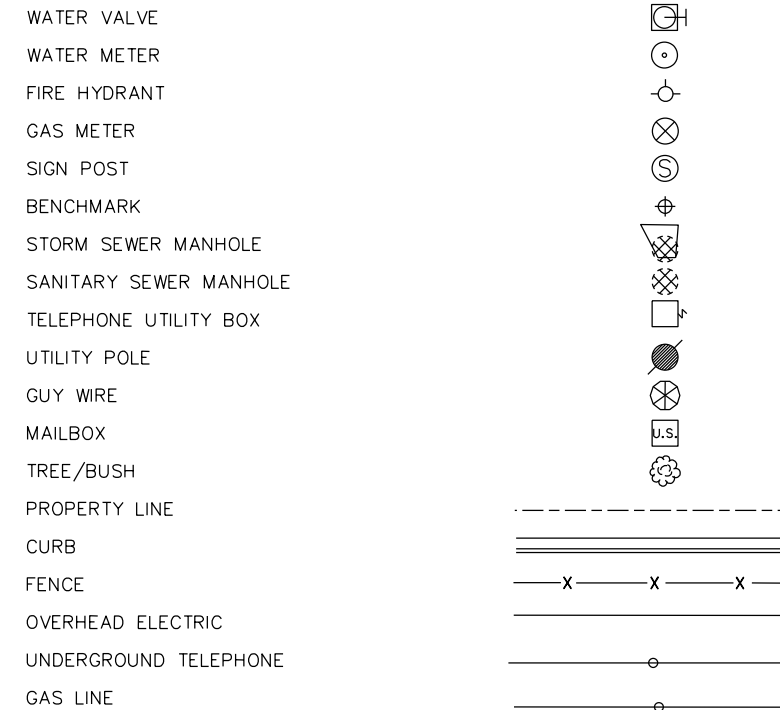 WATER VALVE
WATER METER
FIRE HYDRANT
GAS METER
SIGN POST S
BENCHMARK
STORM SEWER MANHOLE
SANITARY SEWER MANHOLE
TELEPHONE UTILITY BOX
UTILITY POLE
GUY WIRE
MAILBOX U.S.
TREE/BUSH
PROPERTY LINE
CURB
FENCE X X X
OVERHEAD ELECTRIC
UNDERGROUND TELEPHONE
GAS LINE